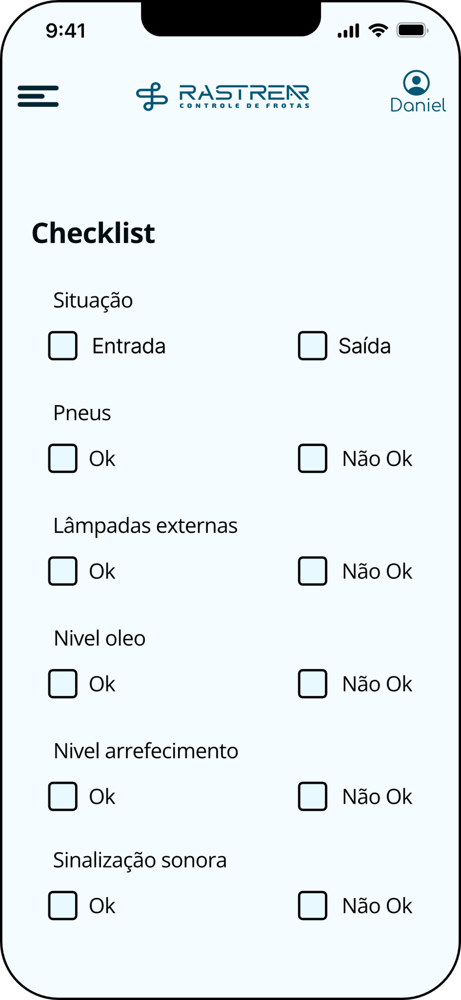 9:41
RASTREAR
CONTROLE DE FROTAS
Daniel
Checklist
Situação
Entrada
Saída
Pneus
Ok
Não Ok
Lâmpadas externas
Ok
Não Ok
Nivel oleo
Ok
Não Ok
Nivel arrefecimento
Ok
Não Ok
Sinalização sonora
Ok
Não Ok